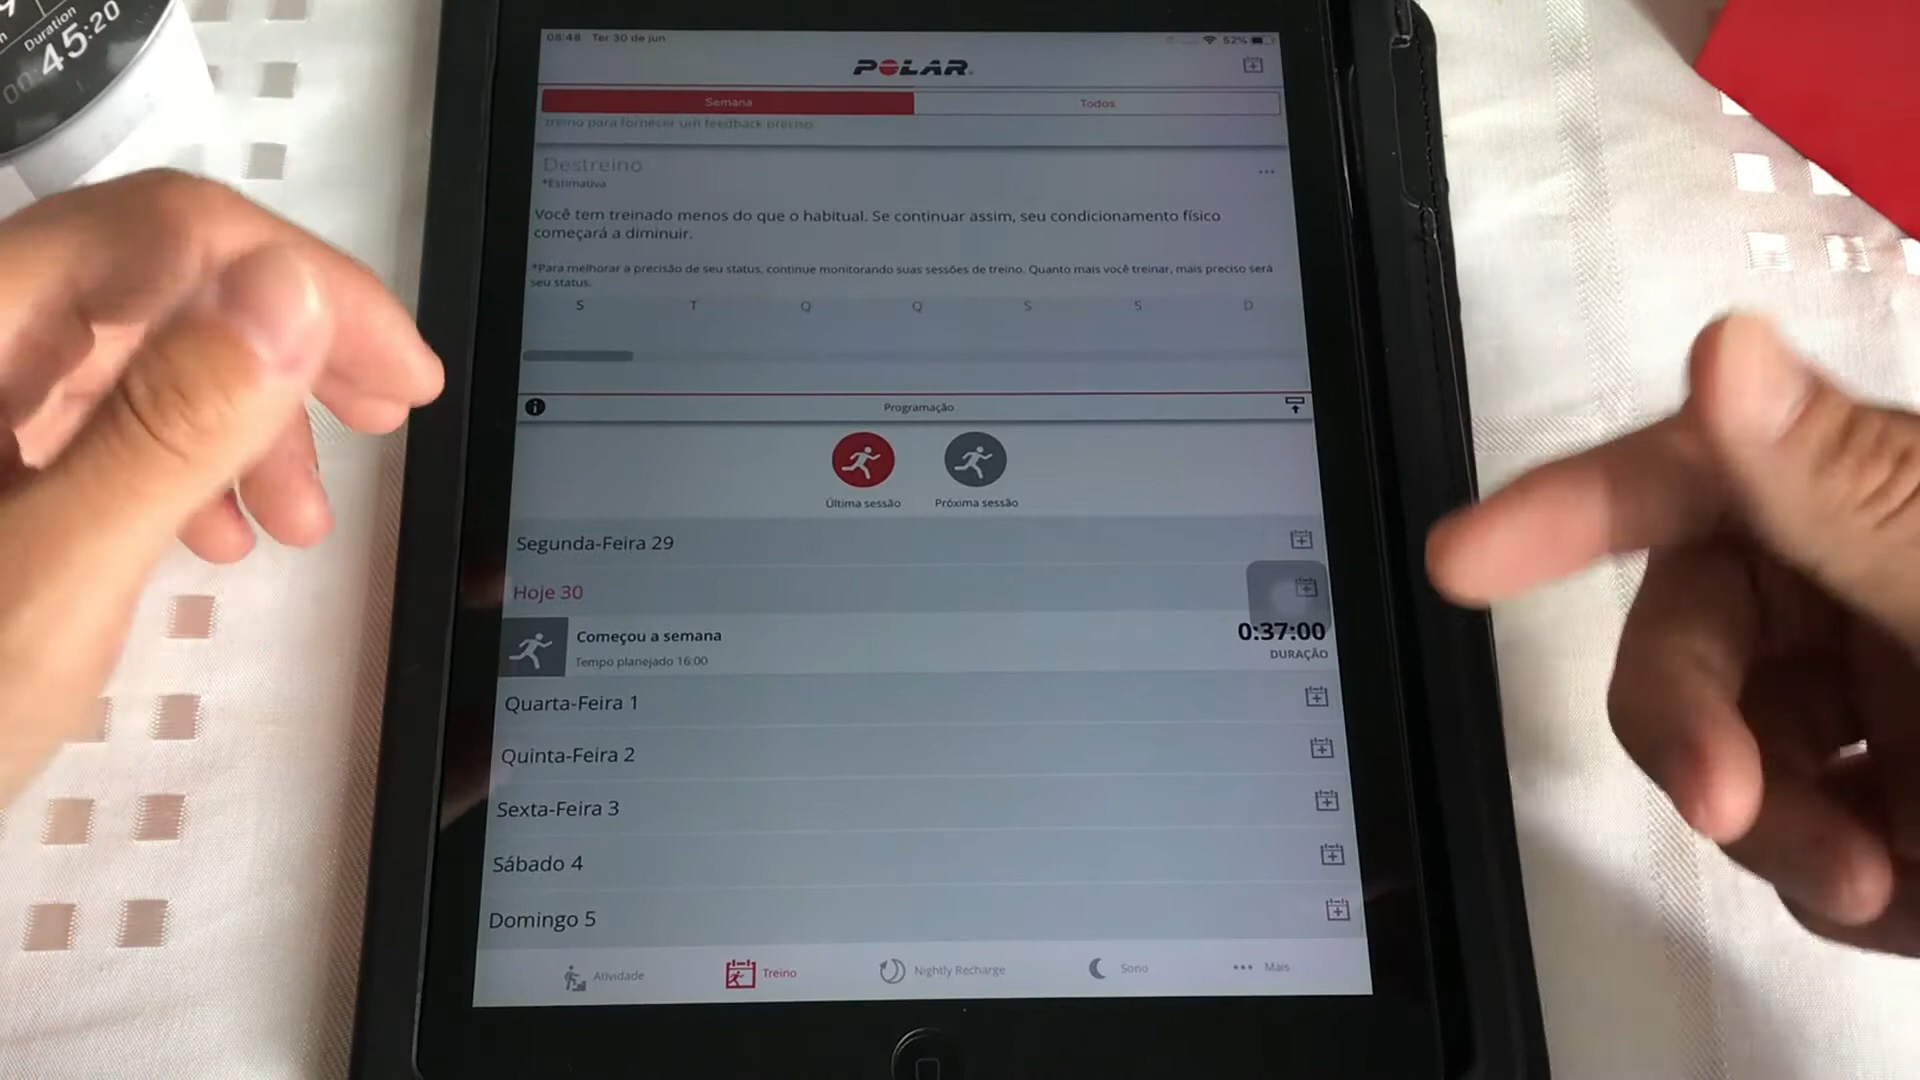 Duration
00:45:20
08:48 Ter 30 de jun
52%
POLAR
Semana
Todos
treino para fornecer um feedback preciso.
Destreino
*Estimativa
Você tem treinado menos do que o habitual. Se continuar assim, seu condicionamento físico
começará a diminuir.
*Para melhorar a precisão de seu status, continue monitorando suas sessões de treino. Quanto mais você treinar, mais preciso será
seu status.
S T Q Q S S D
Programação
Última sessão
Próxima sessão
Segunda-Feira 29
Hoje 30
Começou a semana
Tempo planejado 16:00
0:37:00
DURAÇÃO
Quarta-Feira 1
Quinta-Feira 2
Sexta-Feira 3
Sábado 4
Domingo 5
Atividade
Treino
Nightly Recharge
Sono
Mais